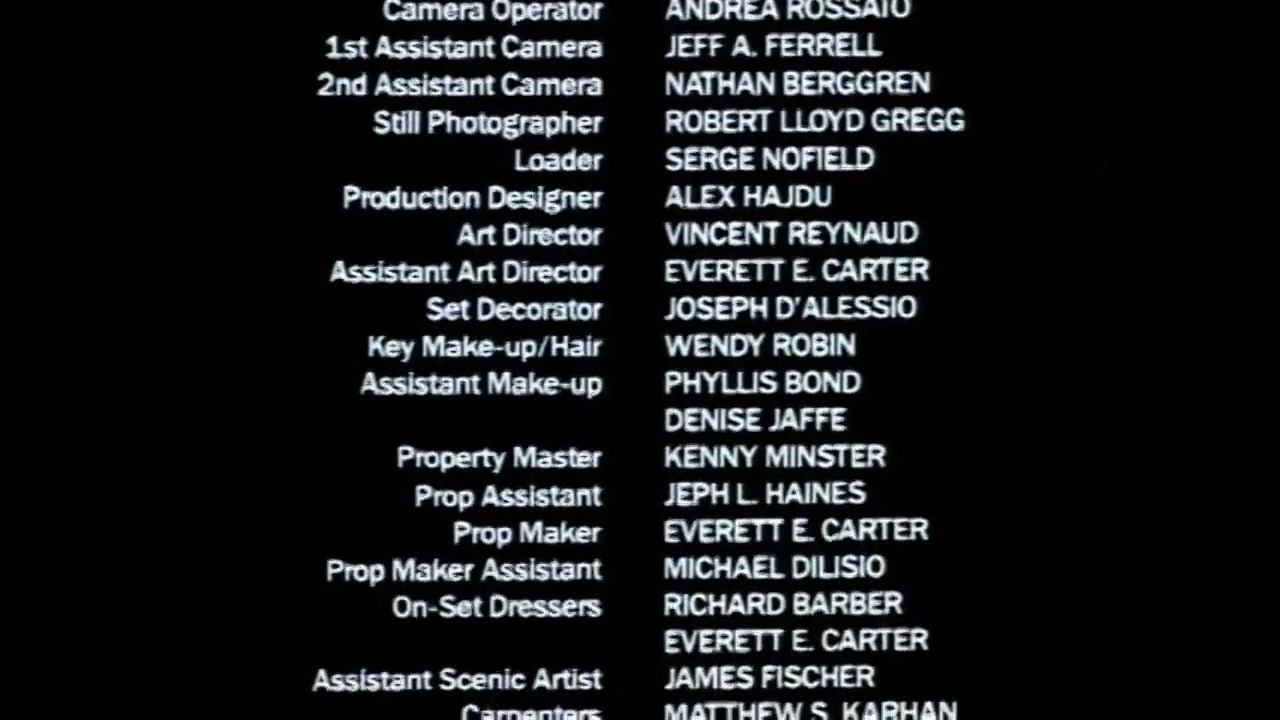 Camera Operator ANDREA ROSSATO
1st Assistant Camera JEFF A. FERRELL
2nd Assistant Camera NATHAN BERGGREN
Still Photographer ROBERT LLOYD GREGG
Loader SERGE NOFIELD
Production Designer ALEX HAJDU
Art Director VINCENT REYNAUD
Assistant Art Director EVERETT E. CARTER
Set Decorator JOSEPH D'ALESSIO
Key Make-up/Hair WENDY ROBIN
Assistant Make-up PHYLLIS BOND
DENISE JAFFE
Property Master KENNY MINSTER
Prop Assistant JEPH L. HAINES
Prop Maker EVERETT E. CARTER
Prop Maker Assistant MICHAEL DILISIO
On-Set Dressers RICHARD BARBER
EVERETT E. CARTER
Assistant Scenic Artist JAMES FISCHER
Carpenters MATTHEW S. KARHAN